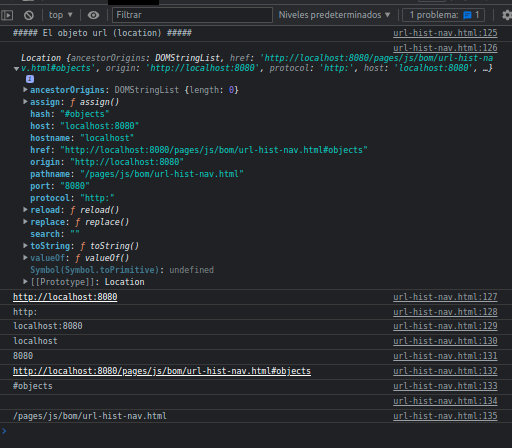 top ▾ Filtrar Niveles predeterminados ▾ 1 problema: 1
##### El objeto url (location) ##### url-hist-nav.html:125
url-hist-nav.html:126
Location {ancestorOrigins: DOMStringList, href: 'http://localhost:8080/pages/js/bom/url-hist-na
v.html#objects', origin: 'http://localhost:8080', protocol: 'http:', host: 'localhost:8080', …}
i
ancestorOrigins: DOMStringList {length: 0}
assign: ƒ assign()
hash: "#objects"
host: "localhost:8080"
hostname: "localhost"
href: "http://localhost:8080/pages/js/bom/url-hist-nav.html#objects"
origin: "http://localhost:8080"
pathname: "/pages/js/bom/url-hist-nav.html"
port: "8080"
protocol: "http:"
reload: ƒ reload()
replace: ƒ replace()
search: ""
toString: ƒ toString()
valueOf: ƒ valueOf()
Symbol(Symbol.toPrimitive): undefined
[[Prototype]]: Location
http://localhost:8080 url-hist-nav.html:127
http: url-hist-nav.html:128
localhost:8080 url-hist-nav.html:129
localhost url-hist-nav.html:130
8080 url-hist-nav.html:131
http://localhost:8080/pages/js/bom/url-hist-nav.html#objects url-hist-nav.html:132
#objects url-hist-nav.html:133
url-hist-nav.html:134
/pages/js/bom/url-hist-nav.html url-hist-nav.html:135